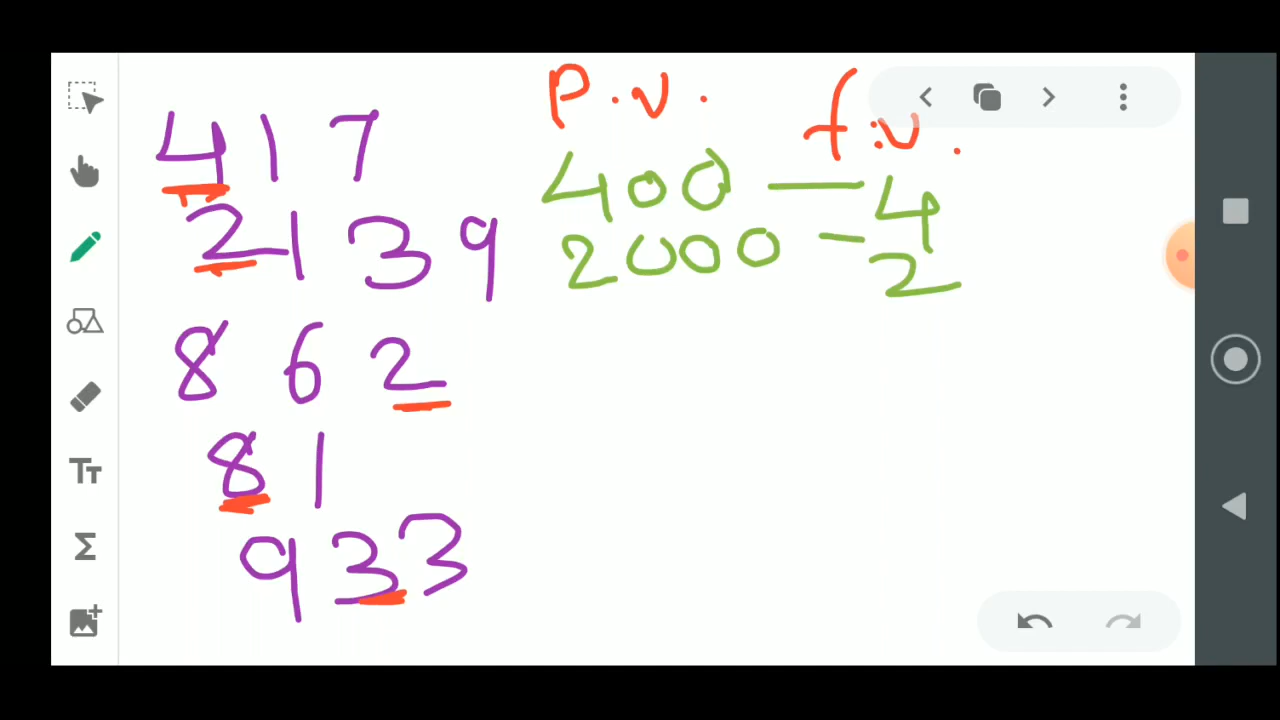 P.V. f.v.
417 400 — 4
2139 2000 – 2
862
81
933